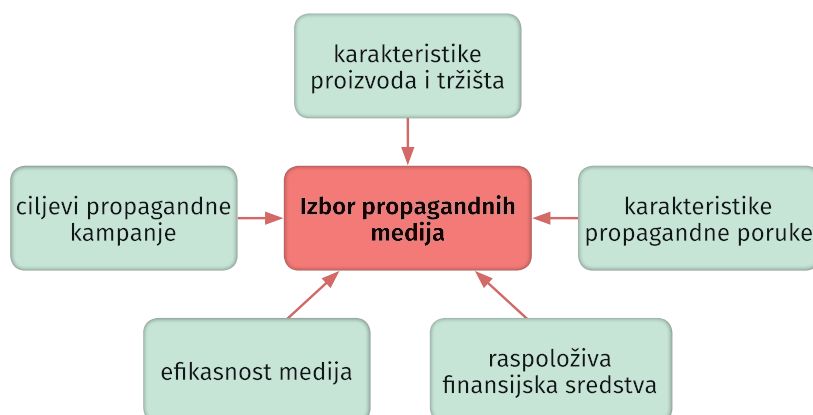 karakteristike
proizvoda i tržišta
ciljevi propagandne
kampanje
Izbor propagandnih
medija
karakteristike
propagandne poruke
efikasnost medija
raspoloživa
finansijska sredstva